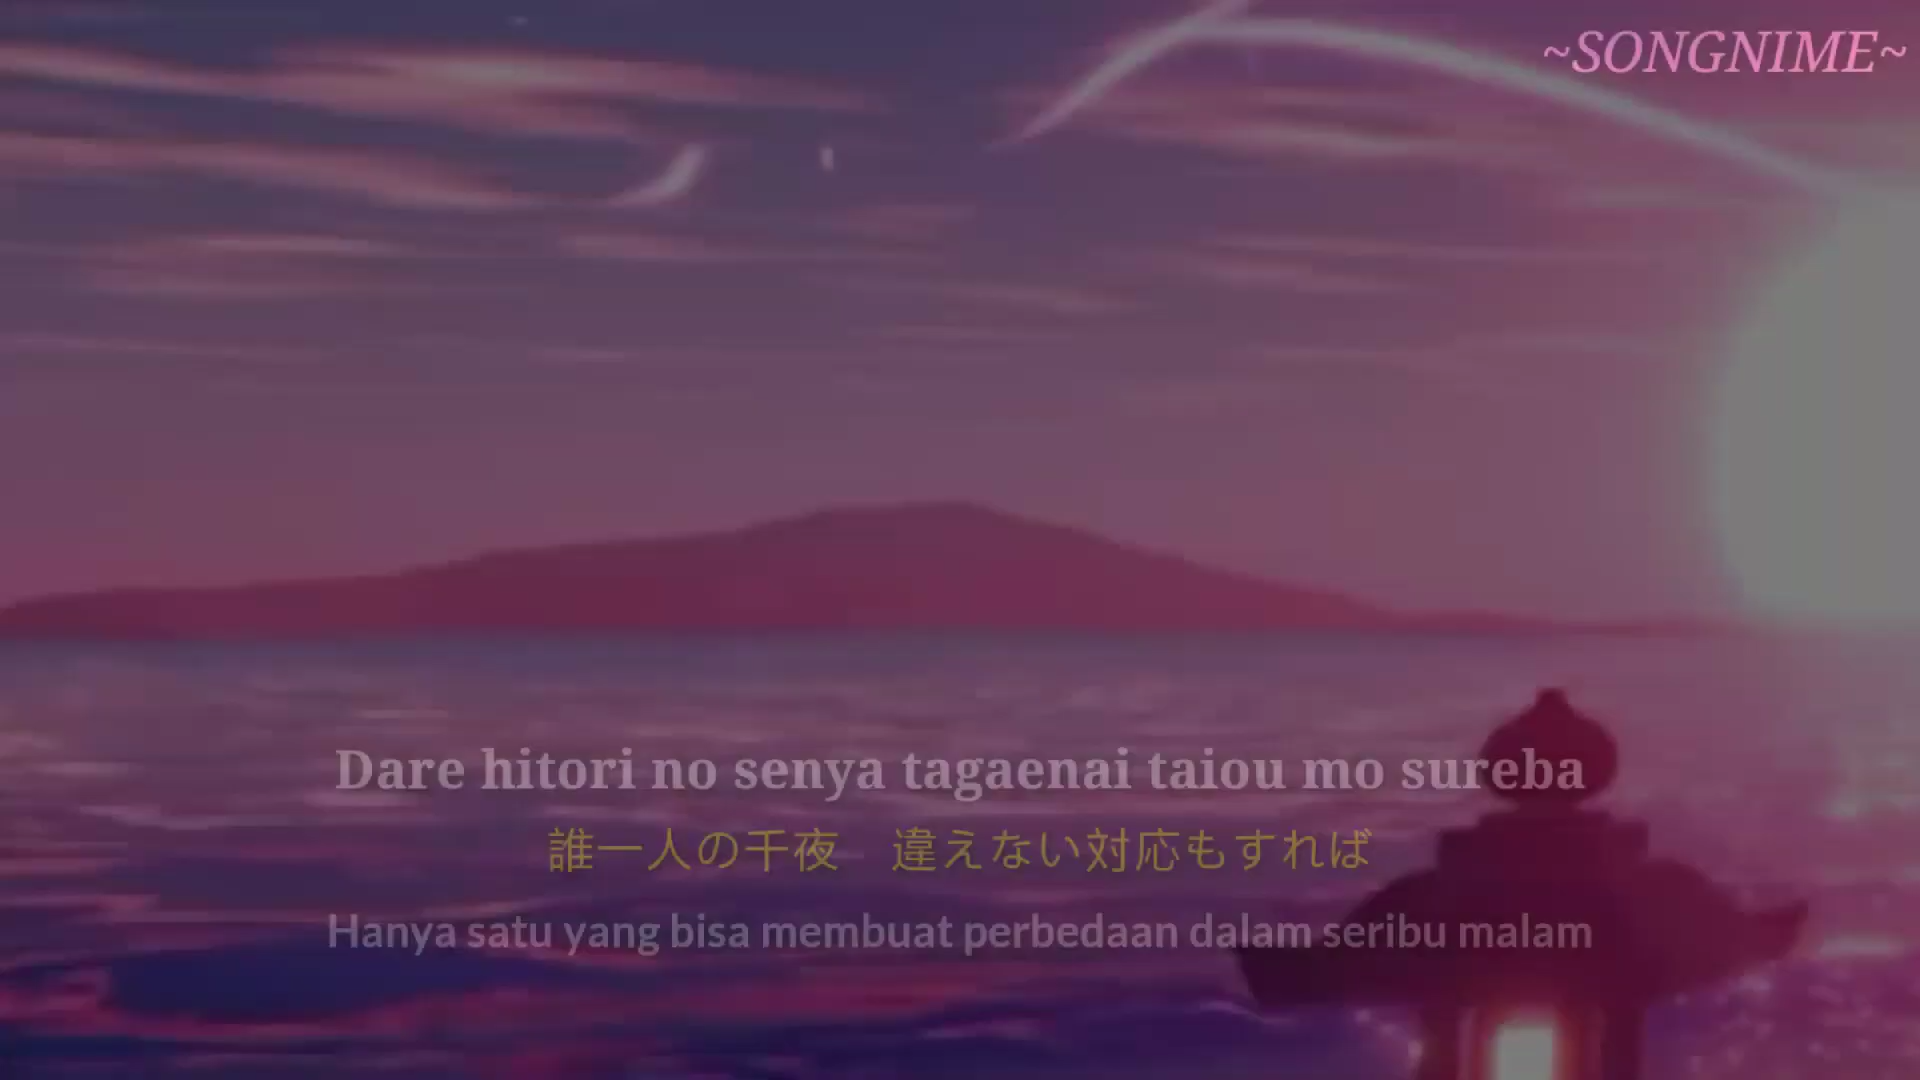 ~SONGNIME~
Dare hitori no senya tagaenai taiou mo sureba
誰一人の千夜　違えない対応もすれば
Hanya satu yang bisa membuat perbedaan dalam seribu malam